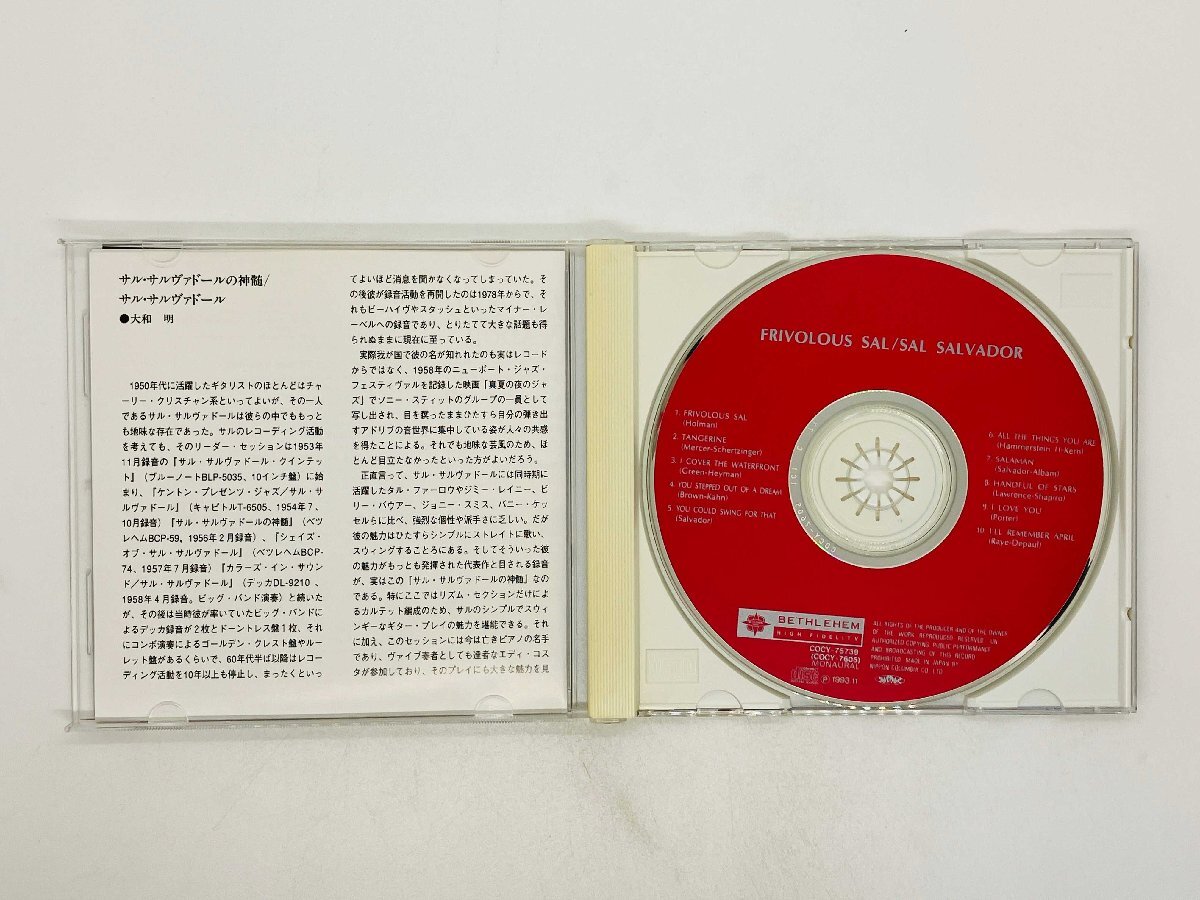 サル・サルヴァドールの神髄/
サル・サルヴァドール
●大和 明
1950年代に活躍したギタリストのほとんどはチャ
ーリー・クリスチャン系といってよいが、その一人
であるサル・サルヴァドールは彼らの中でももっと
も地味な存在であった。サルのレコーディング活動
を考えても、そのリーダー・セッションは1953年
11月録音の『サル・サルヴァドール・クインテッ
ト』(ブルーノートBLP-5035、10インチ盤)に始
まり、『ケントン・プレゼンツ・ジャズ/サル・サ
ルヴァドール』(キャピトルT-6505、1954年7、
10月録音)『サル・サルヴァドールの神髄』(ベツ
レヘムBCP-59、1956年2月録音)、『シェイズ・
オブ・サル・サルヴァドール』(ベツレヘムBCP-
74、1957年7月録音)『カラーズ・イン・サウン
ド/サル・サルヴァドール』(デッカDL-9210、
1958年4月録音。ビッグ・バンド演奏)と続いた
が、その後は当時彼が率いていたビッグ・バンドに
よるデッカ録音が2枚とドーントレス盤1枚、それ
にコンボ演奏によるゴールデン・クレスト盤やルー
レット盤があるくらいで、60年代半ば以降はレコー
ディング活動を10年以上も停止し、まったくといっ
てよいほど消息を聞かなくなってしまっていた。そ
の後彼が録音活動を再開したのは1978年からで、そ
れもビーハイヴやスタッシュといったマイナー・レ
ーベルへの録音であり、とりたてて大きな話題も得
られぬままに現在に至っている。
実際我が国で彼の名が知れれたのも実はレコード
からではなく、1958年のニューポート・ジャズ・
フェスティヴァルを記録した映画「真夏の夜のジャ
ズ」でソニー・スティットのグループの一員として
写し出され、目を瞑ったままひたすら自分の弾き出
すアドリブの音世界に集中している姿が人々の共感
を得たことによる。それでも地味な芸風のため、ほ
とんど目立たなかったといった方がよいだろう。
正直言って、サル・サルヴァドールには同時期に
活躍したタル・ファーロウやジミー・レイニー、ビ
リー・バウアー、ジョニー・スミス、バニー・ケッ
セルらに比べ、強烈な個性や派手さに乏しい。だが
彼の魅力はひたすらシンプルにストレイトに歌い、
スウィングすることろにある。そしてそういった彼
の魅力がもっとも発揮された代表作と目される録音
が、実はこの「サル・サルヴァドールの神髄」なの
である。特にここではリズム・セクションだけによ
るカルテット編成のため、サルのシンプルでスウィ
ンギーなギター・プレイの魅力を堪能できる。それ
に加え、このセッションには今は亡きピアノの名手
であり、ヴァイブ奏者としても達者なエディ・コス
タが参加しており、そのプレイにも大きな魅力を見
FRIVOLOUS SAL/SAL SALVADOR
1. FRIVOLOUS SAL
(Holman)
2. TANGERINE
(Mercer-Schertzinger)
3. I COVER THE WATERFRONT
(Green-Heyman)
4. YOU STEPPED OUT OF A DREAM
(Brown-Kahn)
5. YOU COULD SWING FOR THAT
(Salvador)
6. ALL THE THINGS YOU ARE
(Hammerstein II-Kern)
7. SALAMAN
(Salvador-Albam)
8. HANDFUL OF STARS
(Lawrence-Shapiro)
9. I LOVE YOU
(Porter)
10. I'LL REMEMBER APRIL
(Raye-Depaul)
BETHLEHEM
HIGH FIDELITY
COCY-75739
(COCY-7605)
MONAURAL
Ⓟ 1993.11
ALL RIGHTS OF THE PRODUCER AND OF THE OWNER
OF THE WORK REPRODUCED RESERVED. UN-
AUTHORIZED COPYING PUBLIC PERFORMANCE
AND BROADCASTING OF THIS RECORD
PROHIBITED. MADE IN JAPAN BY
NIPPON COLUMBIA CO. LTD.